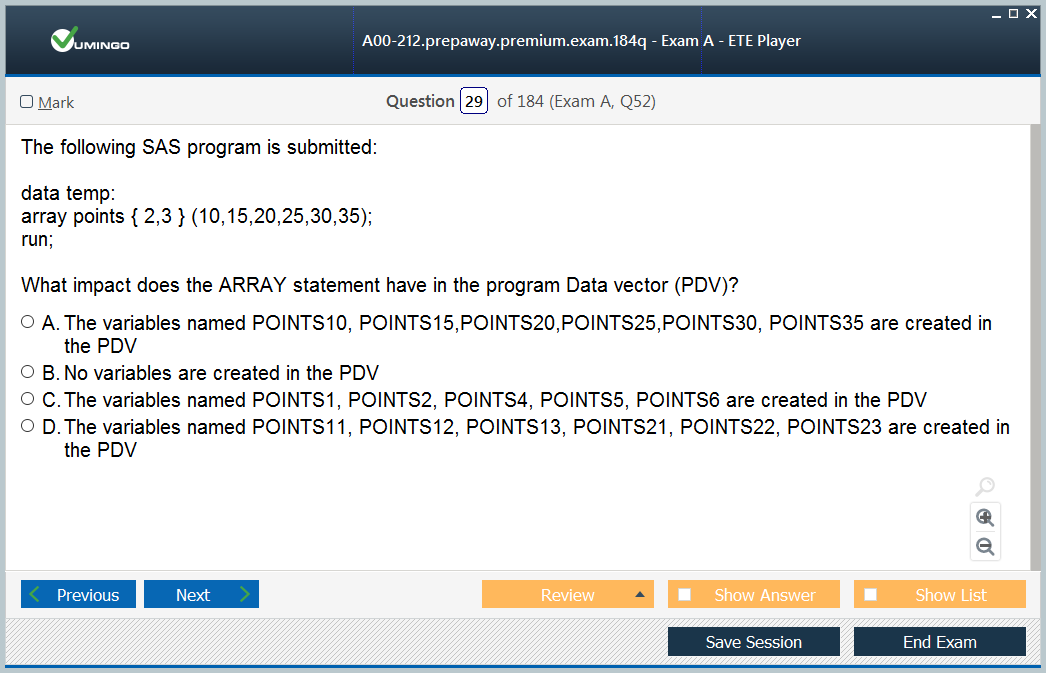 VUMINGO
A00-212.prepaway.premium.exam.184q - Exam A - ETE Player
Mark
Question 29 of 184 (Exam A, Q52)
The following SAS program is submitted:
data temp:
array points { 2,3 } (10,15,20,25,30,35);
run;
What impact does the ARRAY statement have in the program Data vector (PDV)?
A. The variables named POINTS10, POINTS15,POINTS20,POINTS25,POINTS30, POINTS35 are created in
the PDV
B. No variables are created in the PDV
C. The variables named POINTS1, POINTS2, POINTS4, POINTS5, POINTS6 are created in the PDV
D. The variables named POINTS11, POINTS12, POINTS13, POINTS21, POINTS22, POINTS23 are created in
the PDV
Previous
Next
Review
Show Answer
Show List
Save Session
End Exam